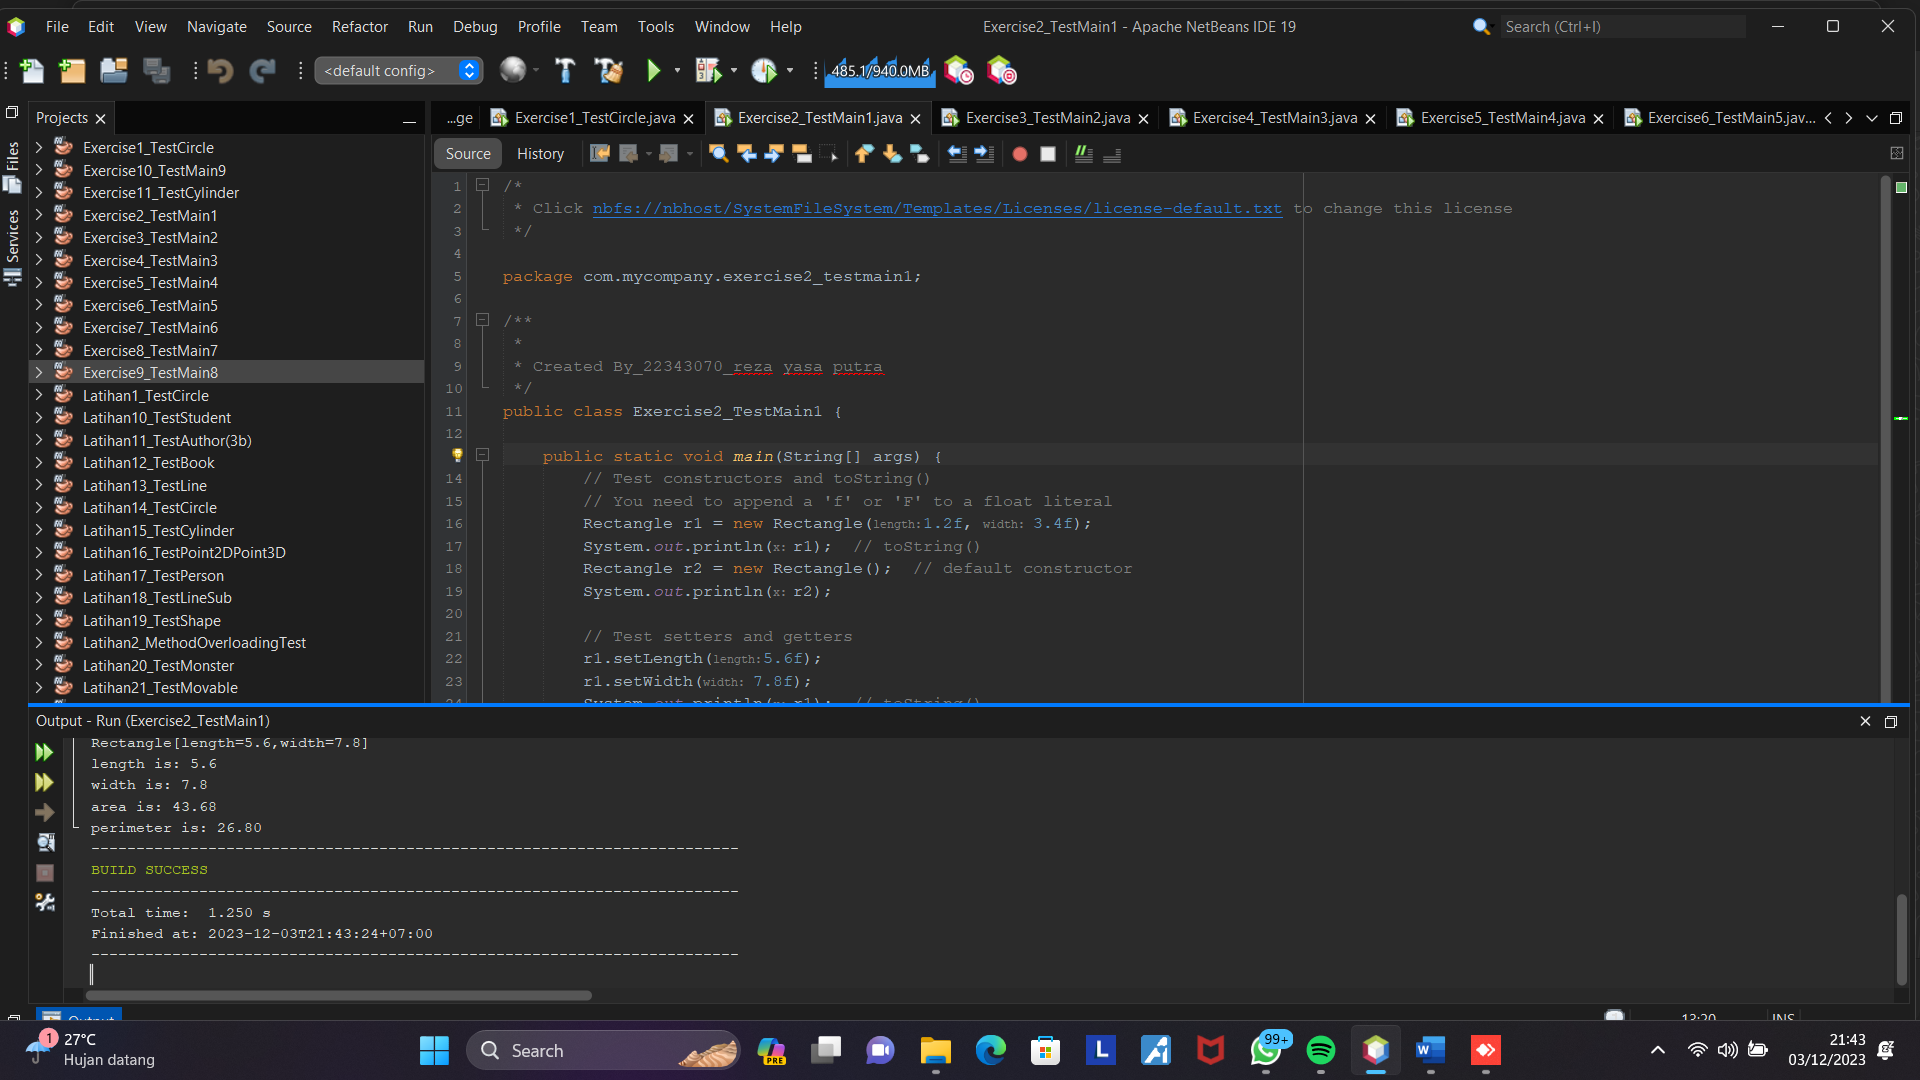 File Edit View Navigate Source Refactor Run Debug Profile Team Tools Window Help
Exercise2_TestMain1 - Apache NetBeans IDE 19
Search (Ctrl+I)
<default config>
485.1/940.0MB
Files
Services
Projects
Exercise1_TestCircle
Exercise10_TestMain9
Exercise11_TestCylinder
Exercise2_TestMain1
Exercise3_TestMain2
Exercise4_TestMain3
Exercise5_TestMain4
Exercise6_TestMain5
Exercise7_TestMain6
Exercise8_TestMain7
Exercise9_TestMain8
Latihan1_TestCircle
Latihan10_TestStudent
Latihan11_TestAuthor(3b)
Latihan12_TestBook
Latihan13_TestLine
Latihan14_TestCircle
Latihan15_TestCylinder
Latihan16_TestPoint2DPoint3D
Latihan17_TestPerson
Latihan18_TestLineSub
Latihan19_TestShape
Latihan2_MethodOverloadingTest
Latihan20_TestMonster
Latihan21_TestMovable
...ge Exercise1_TestCircle.java Exercise2_TestMain1.java Exercise3_TestMain2.java Exercise4_TestMain3.java Exercise5_TestMain4.java Exercise6_TestMain5.jav...
Source History
1 /*
2 * Click nbfs://nbhost/SystemFileSystem/Templates/Licenses/license-default.txt to change this license
3 */
4
5 package com.mycompany.exercise2_testmain1;
6
7 /**
8 *
9 * Created By_22343070_reza yasa putra
10 */
11 public class Exercise2_TestMain1 {
12
public static void main(String[] args) {
14 // Test constructors and toString()
15 // You need to append a 'f' or 'F' to a float literal
16 Rectangle r1 = new Rectangle(length:1.2f, width: 3.4f);
17 System.out.println(x: r1); // toString()
18 Rectangle r2 = new Rectangle(); // default constructor
19 System.out.println(x: r2);
20
21 // Test setters and getters
22 r1.setLength(length:5.6f);
23 r1.setWidth(width: 7.8f);
24 System.out.println(x: r1); // toString()
Output - Run (Exercise2_TestMain1)
Rectangle[length=5.6,width=7.8]
length is: 5.6
width is: 7.8
area is: 43.68
perimeter is: 26.80
------------------------------------------------------------------------
BUILD SUCCESS
------------------------------------------------------------------------
Total time:  1.250 s
Finished at: 2023-12-03T21:43:24+07:00
------------------------------------------------------------------------
Output
13:20 INS
1
27°C
Hujan datang
Search
PRE
L
99+
W
21:43
03/12/2023